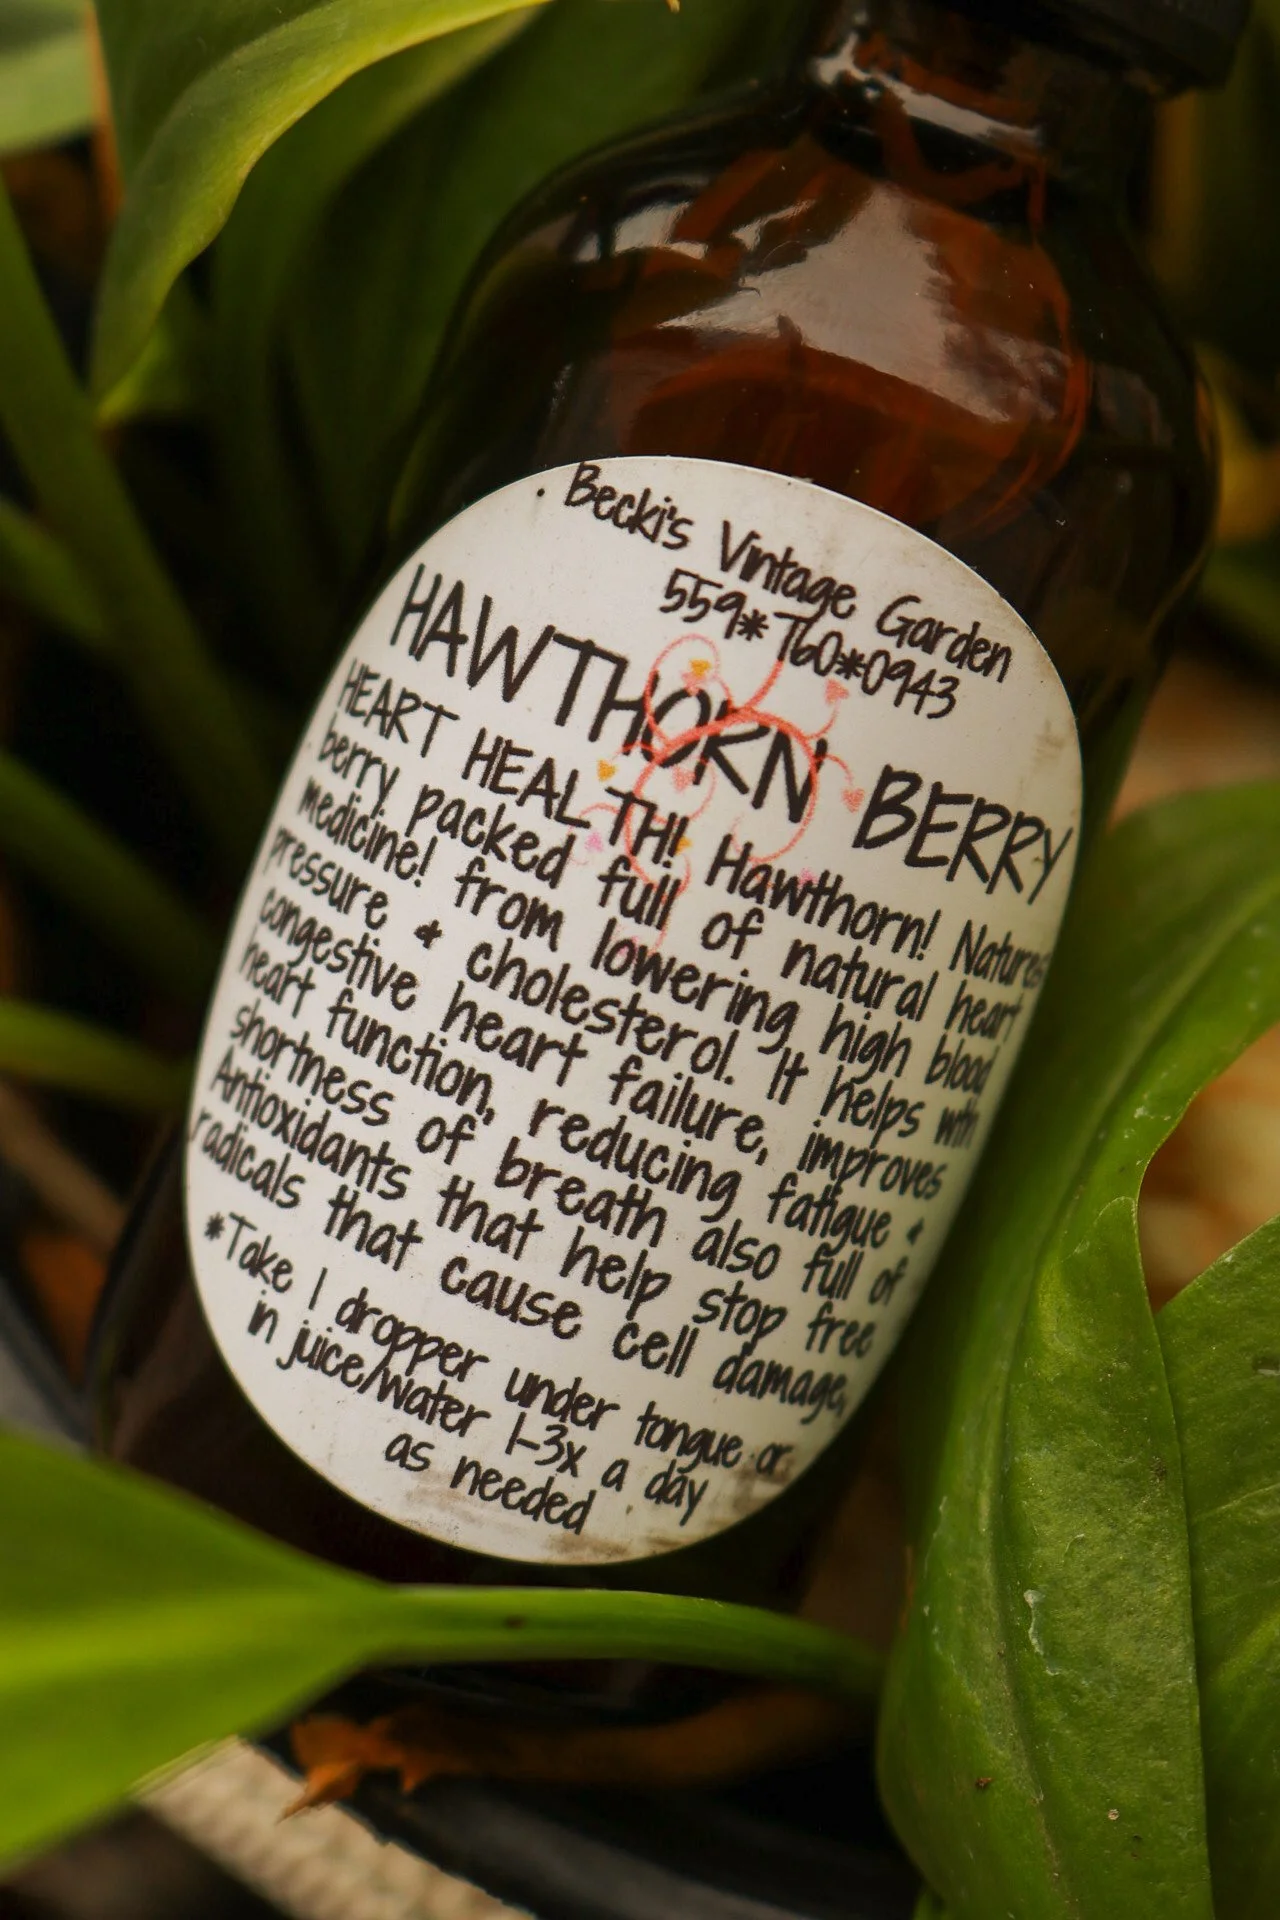 Becki's Vintage Garden
559*760*0943
HAWTHORN BERRY
HEART HEALTH! Hawthorn! Natures
berry packed full of natural heart
medicine! from lowering high blood
pressure & cholesterol. It helps with
congestive heart failure, improves
heart function, reducing fatigue &
shortness of breath also full of
Antioxidants that help stop free
radicals that cause cell damage,
*Take 1 dropper under tongue or
in juice/water 1-3x a day
as needed